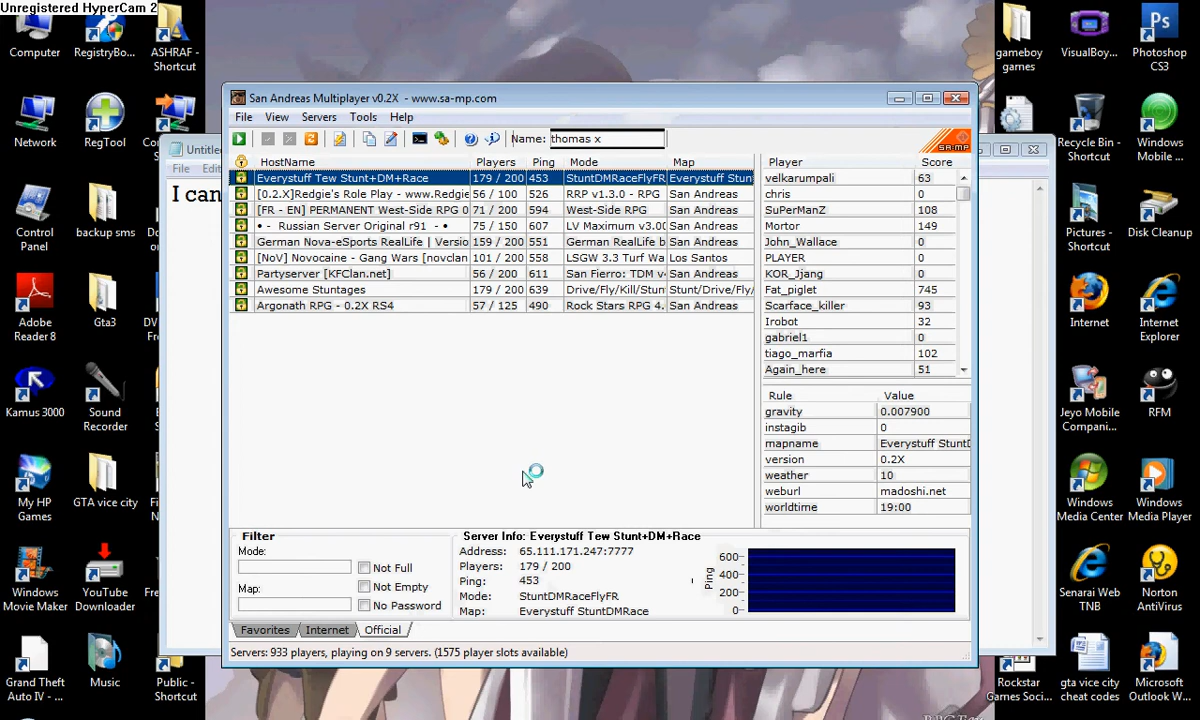 Unregistered HyperCam 2
Computer
RegistryBo...
ASHRAF -
Shortcut
gameboy
games
VisualBoy...
Photoshop
CS3
San Andreas Multiplayer v0.2X - www.sa-mp.com
File View Servers Tools Help
Name: thomas x
SA:MP
Network
RegTool
Recycle Bin -
Shortcut
Windows
Mobile ...
File
I can
HostName Players Ping Mode Map
Everystuff Tew Stunt+DM+Race 179 / 200 453 StuntDMRaceFlyFR Everystuff Stun
[0.2.X]Redgie's Role Play - www.Redgie 56 / 100 526 RRP v1.3.0 - RPG San Andreas
[FR - EN] PERMANENT West-Side RPG 0 71 / 200 594 West-Side RPG San Andreas
• - Russian Server Original r91 - • 75 / 150 607 LV Maximum v3.00 San Andreas
German Nova-eSports RealLife | Versio 159 / 200 551 German RealLife b San Andreas
[NoV] Novocaine - Gang Wars [novclan 101 / 200 558 LSGW 3.3 Turf Wa Los Santos
Partyserver [KFClan.net] 56 / 200 611 San Fierro: TDM v San Andreas
Awesome Stuntages 179 / 200 639 Drive/Fly/Kill/Stun Stunt/Drive/Fly/
Argonath RPG - 0.2X RS4 57 / 125 490 Rock Stars RPG 4. San Andreas
Player Score
velkarumpali 63
chris 0
SuPerManZ 108
Mortor 149
John_Wallace 0
PLAYER 0
KOR_Jjang 0
Fat_piglet 745
Scarface_killer 93
Irobot 32
gabriel1 0
tiago_marfia 102
Again_here 51
Rule Value
gravity 0.007900
instagib 0
mapname Everystuff StuntD
version 0.2X
weather 10
weburl madoshi.net
worldtime 19:00
Control
Panel
backup sms
Pictures -
Shortcut
Disk Cleanup
Adobe
Reader 8
Gta3
Internet
Internet
Explorer
Kamus 3000
Sound
Recorder
Jeyo Mobile
Compani...
RFM
My HP
Games
GTA vice city
Windows
Media Center
Windows
Media Player
Filter
Mode:
Not Full
Not Empty
Map:
No Password
Server Info: Everystuff Tew Stunt+DM+Race
Address: 65.111.171.247:7777
Players: 179 / 200
Ping: 453
Mode: StuntDMRaceFlyFR
Map: Everystuff StuntDMRace
Ping
600
400
200
0
Favorites Internet Official
Servers: 933 players, playing on 9 servers. (1575 player slots available)
Windows
Movie Maker
YouTube
Downloader
Senarai Web
TNB
Norton
AntiVirus
Grand Theft
Auto IV - ...
Music
Public -
Shortcut
Rockstar
Games Soci...
gta vice city
cheat codes
Microsoft
Outlook W...